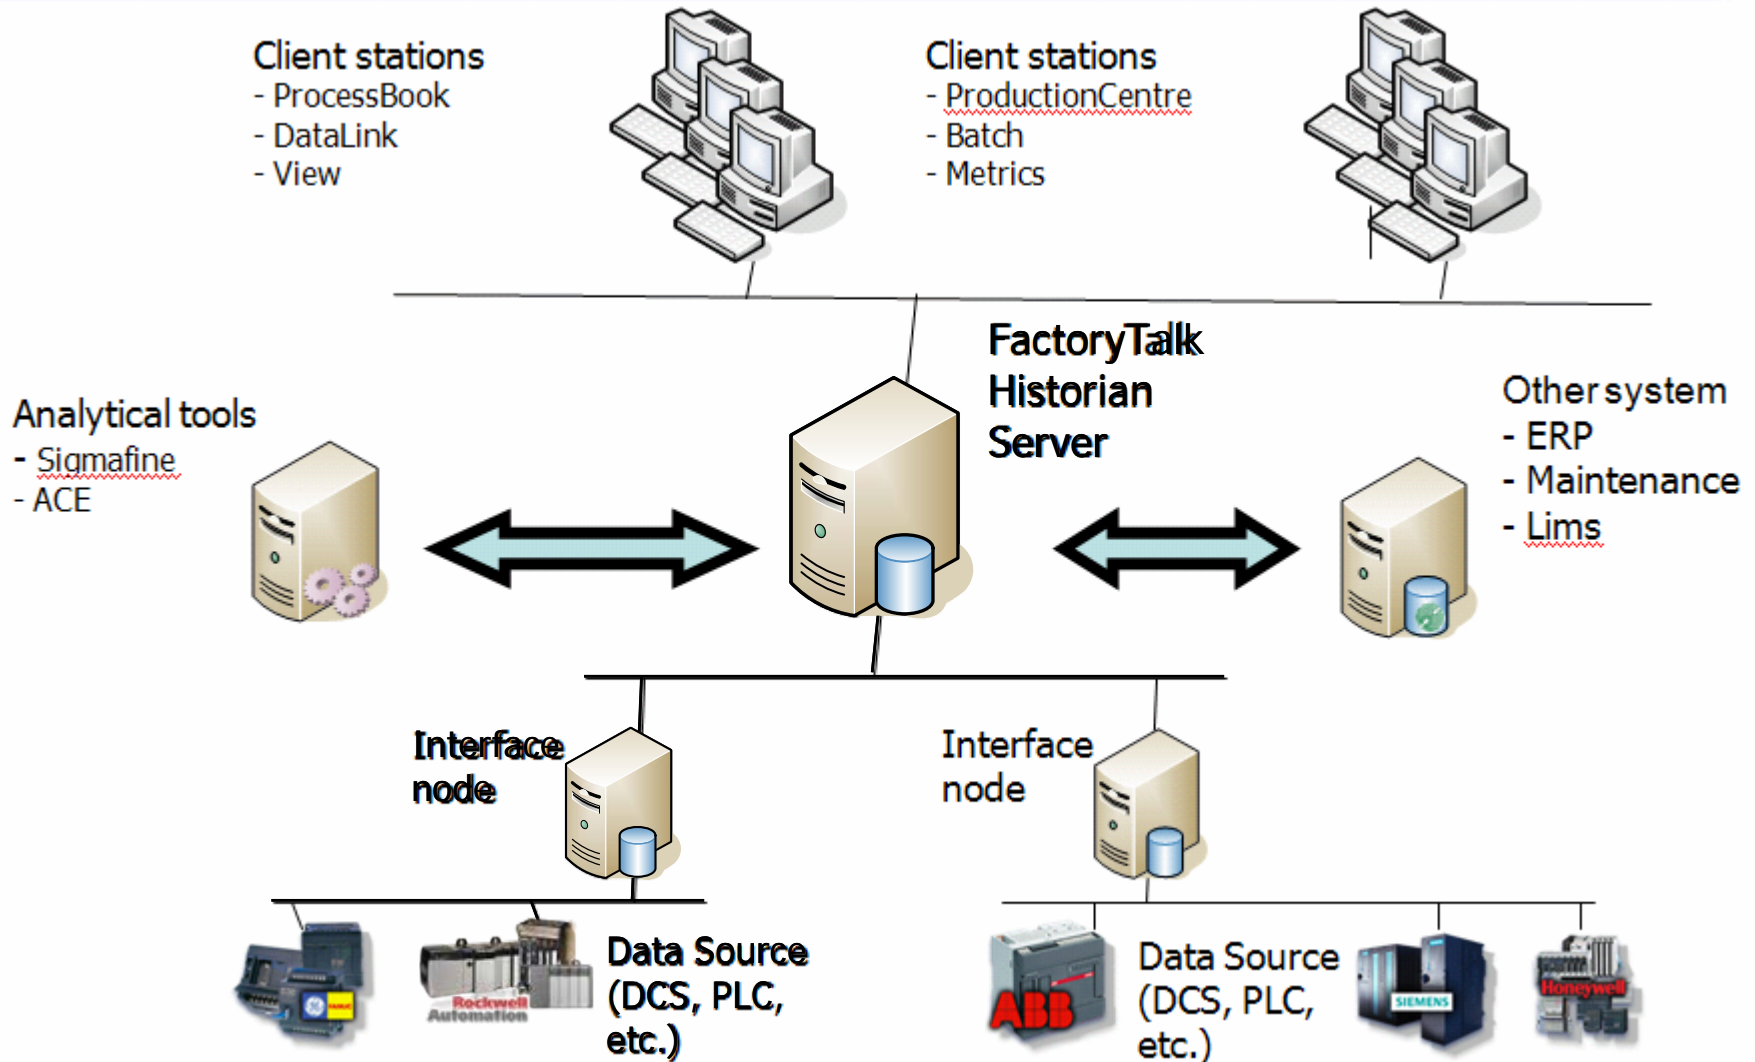 Client stations
- ProcessBook
- DataLink
- View
Client stations
- ProductionCentre
- Batch
- Metrics
FactoryTalk
Historian
Server
Analytical tools
- Sigmafine
- ACE
Other system
- ERP
- Maintenance
- Lims
Interface
node
Interface
node
GE
FANUC
Rockwell
Automation
Data Source
(DCS, PLC,
etc.)
ABB
Data Source
(DCS, PLC,
etc.)
SIEMENS
Honeywell